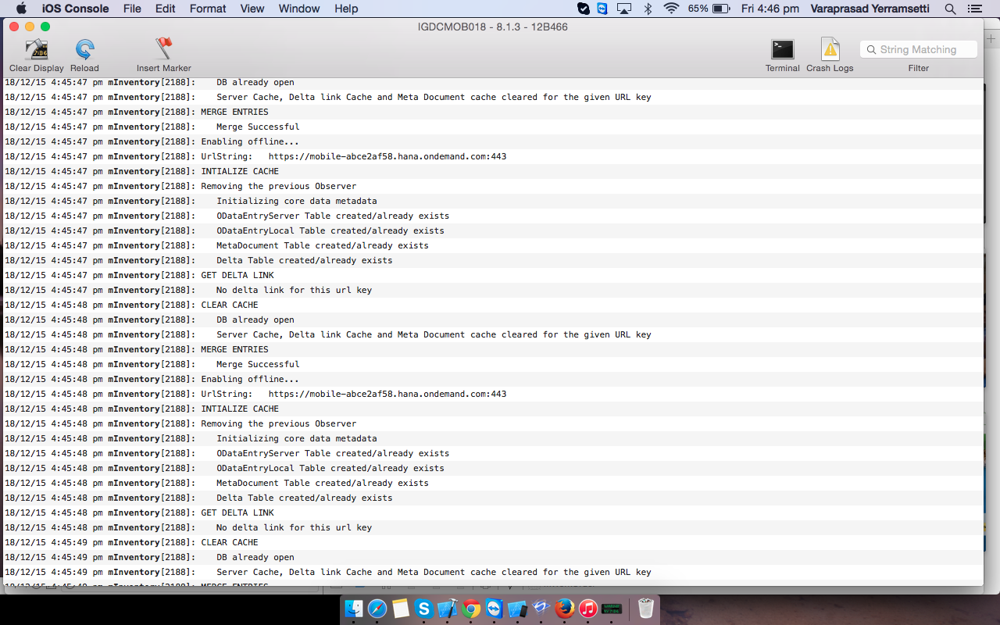 iOS Console File Edit Format View Window Help 65% Fri 4:46 pm Varaprasad Yerramsetti
IGDCMOB018 - 8.1.3 - 12B466
Clear Display Reload Insert Marker Terminal Crash Logs String Matching Filter
18/12/15 4:45:47 pm mInventory[2188]: DB already open
18/12/15 4:45:47 pm mInventory[2188]: Server Cache, Delta link Cache and Meta Document cache cleared for the given URL key
18/12/15 4:45:47 pm mInventory[2188]: MERGE ENTRIES
18/12/15 4:45:47 pm mInventory[2188]: Merge Successful
18/12/15 4:45:47 pm mInventory[2188]: Enabling offline...
18/12/15 4:45:47 pm mInventory[2188]: UrlString: https://mobile-abce2af58.hana.ondemand.com:443
18/12/15 4:45:47 pm mInventory[2188]: INTIALIZE CACHE
18/12/15 4:45:47 pm mInventory[2188]: Removing the previous Observer
18/12/15 4:45:47 pm mInventory[2188]: Initializing core data metadata
18/12/15 4:45:47 pm mInventory[2188]: ODataEntryServer Table created/already exists
18/12/15 4:45:47 pm mInventory[2188]: ODataEntryLocal Table created/already exists
18/12/15 4:45:47 pm mInventory[2188]: MetaDocument Table created/already exists
18/12/15 4:45:47 pm mInventory[2188]: Delta Table created/already exists
18/12/15 4:45:47 pm mInventory[2188]: GET DELTA LINK
18/12/15 4:45:47 pm mInventory[2188]: No delta link for this url key
18/12/15 4:45:48 pm mInventory[2188]: CLEAR CACHE
18/12/15 4:45:48 pm mInventory[2188]: DB already open
18/12/15 4:45:48 pm mInventory[2188]: Server Cache, Delta link Cache and Meta Document cache cleared for the given URL key
18/12/15 4:45:48 pm mInventory[2188]: MERGE ENTRIES
18/12/15 4:45:48 pm mInventory[2188]: Merge Successful
18/12/15 4:45:48 pm mInventory[2188]: Enabling offline...
18/12/15 4:45:48 pm mInventory[2188]: UrlString: https://mobile-abce2af58.hana.ondemand.com:443
18/12/15 4:45:48 pm mInventory[2188]: INTIALIZE CACHE
18/12/15 4:45:48 pm mInventory[2188]: Removing the previous Observer
18/12/15 4:45:48 pm mInventory[2188]: Initializing core data metadata
18/12/15 4:45:48 pm mInventory[2188]: ODataEntryServer Table created/already exists
18/12/15 4:45:48 pm mInventory[2188]: ODataEntryLocal Table created/already exists
18/12/15 4:45:48 pm mInventory[2188]: MetaDocument Table created/already exists
18/12/15 4:45:48 pm mInventory[2188]: Delta Table created/already exists
18/12/15 4:45:48 pm mInventory[2188]: GET DELTA LINK
18/12/15 4:45:48 pm mInventory[2188]: No delta link for this url key
18/12/15 4:45:49 pm mInventory[2188]: CLEAR CACHE
18/12/15 4:45:49 pm mInventory[2188]: DB already open
18/12/15 4:45:49 pm mInventory[2188]: Server Cache, Delta link Cache and Meta Document cache cleared for the given URL key